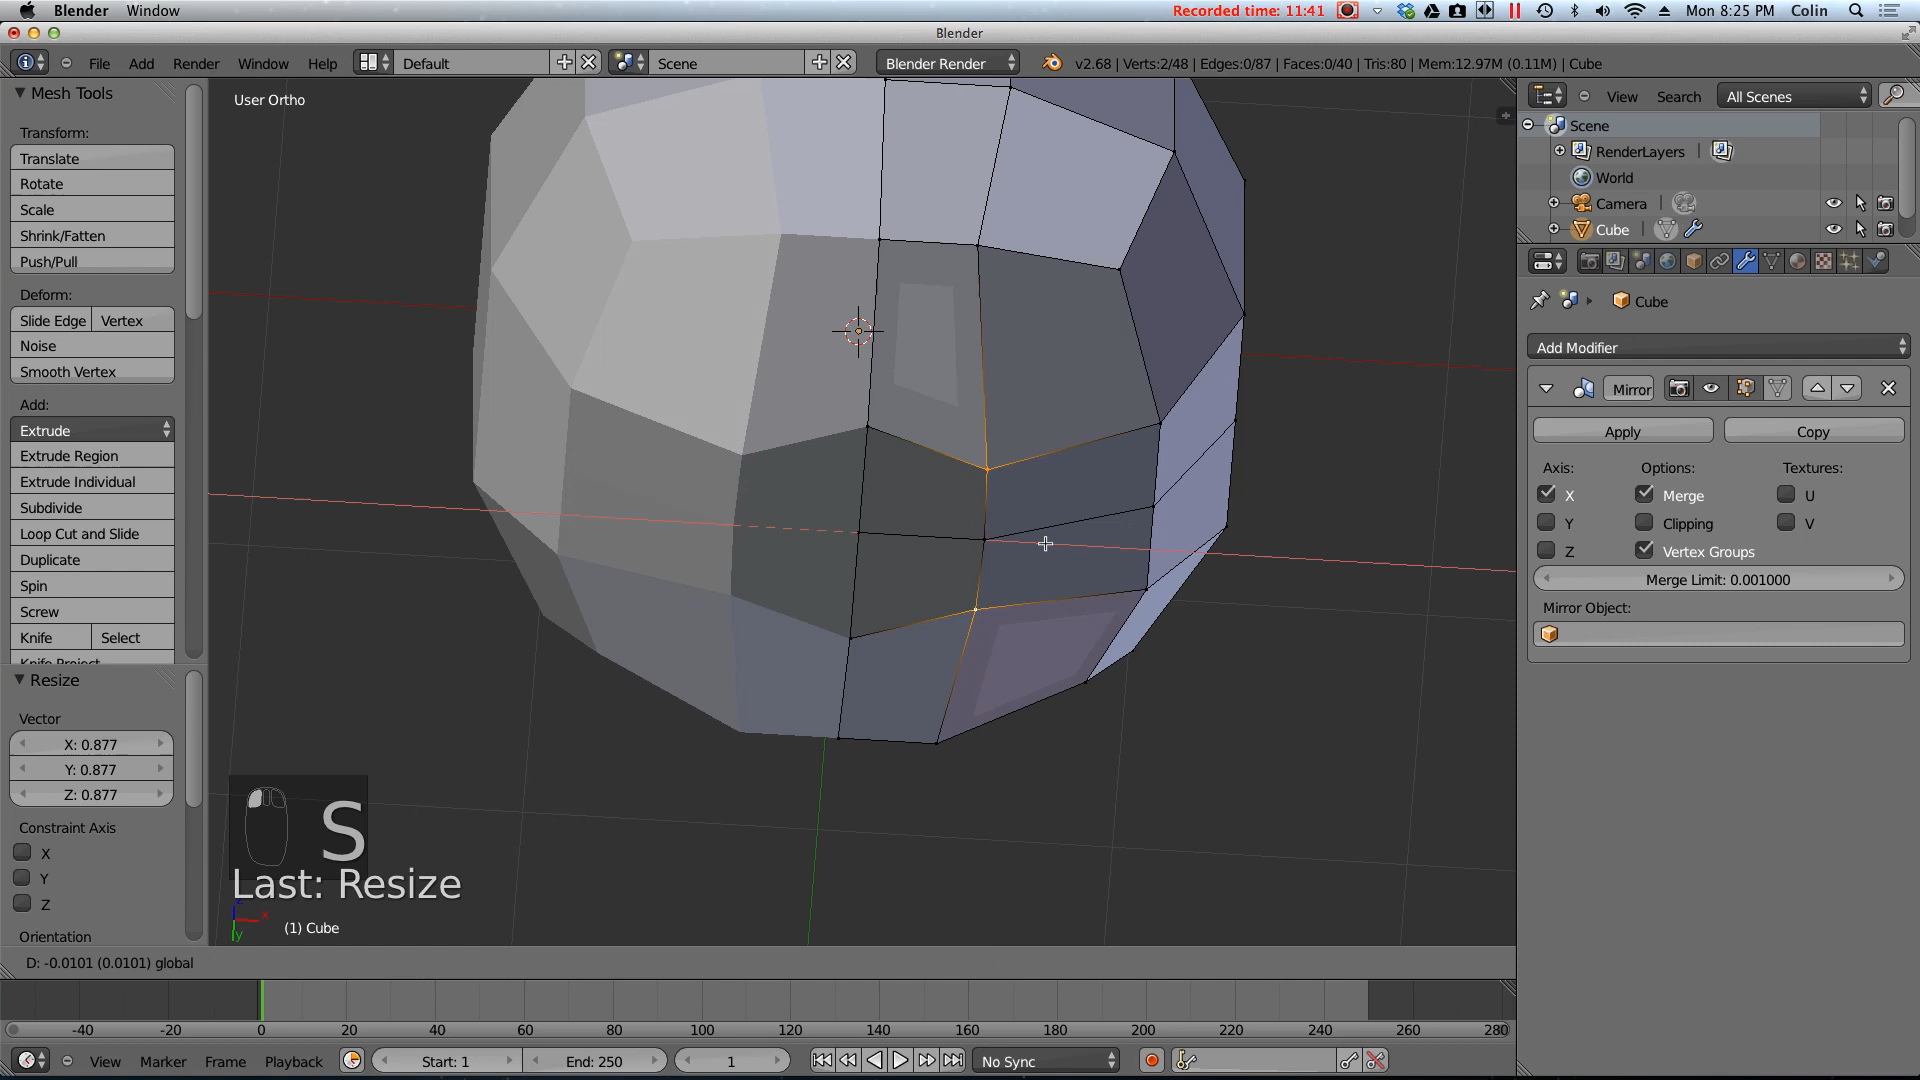 Blender Window Recorded time: 11:41 Mon 8:25 PM Colin
Blender
File Add Render Window Help Default Scene Blender Render v2.68 | Verts:2/48 | Edges:0/87 | Faces:0/40 | Tris:80 | Mem:12.97M (0.11M) | Cube
Mesh Tools
Transform:
Translate
Rotate
Scale
Shrink/Fatten
Push/Pull
Deform:
Slide Edge Vertex
Noise
Smooth Vertex
Add:
Extrude
Extrude Region
Extrude Individual
Subdivide
Loop Cut and Slide
Duplicate
Spin
Screw
Knife Select
Knife Project
Resize
Vector
X: 0.877
Y: 0.877
Z: 0.877
Constraint Axis
X
Y
Z
Orientation
User Ortho
S
Last: Resize
x
y
(1) Cube
View Search All Scenes
Scene
RenderLayers |
World
Camera |
Cube |
Cube
Add Modifier
Mirror
Apply Copy
Axis: Options: Textures:
X Merge U
Y Clipping V
Z Vertex Groups
Merge Limit: 0.001000
Mirror Object:
D: -0.0101 (0.0101) global
-40 -20 0 20 40 60 80 100 120 140 160 180 200 220 240 260 280
View Marker Frame Playback Start: 1 End: 250 1 No Sync